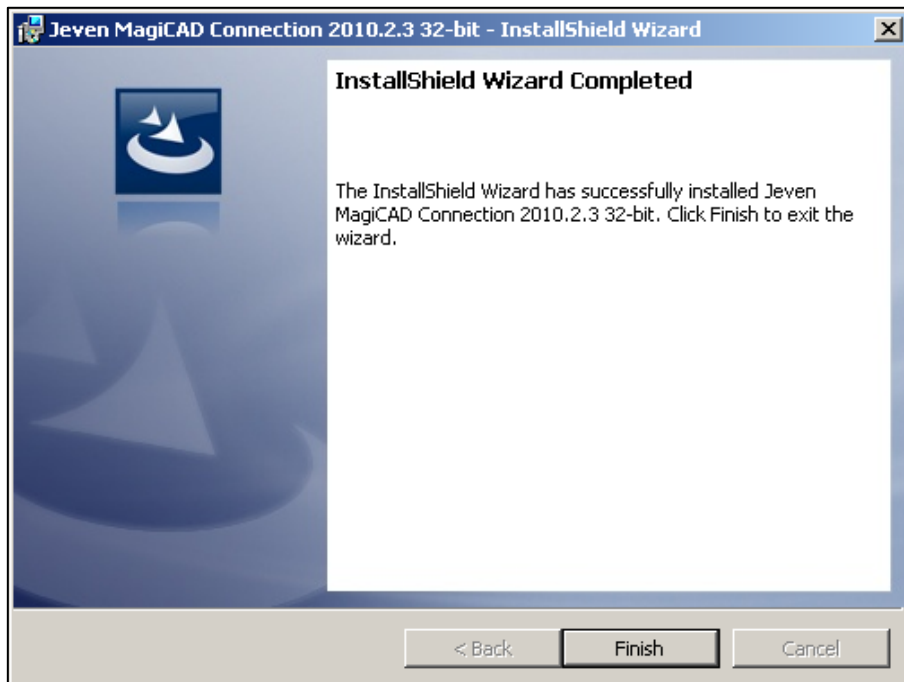 Jeven MagiCAD Connection 2010.2.3 32-bit - InstallShield Wizard
InstallShield Wizard Completed
The InstallShield Wizard has successfully installed Jeven
MagiCAD Connection 2010.2.3 32-bit. Click Finish to exit the
wizard.
< Back
Finish
Cancel